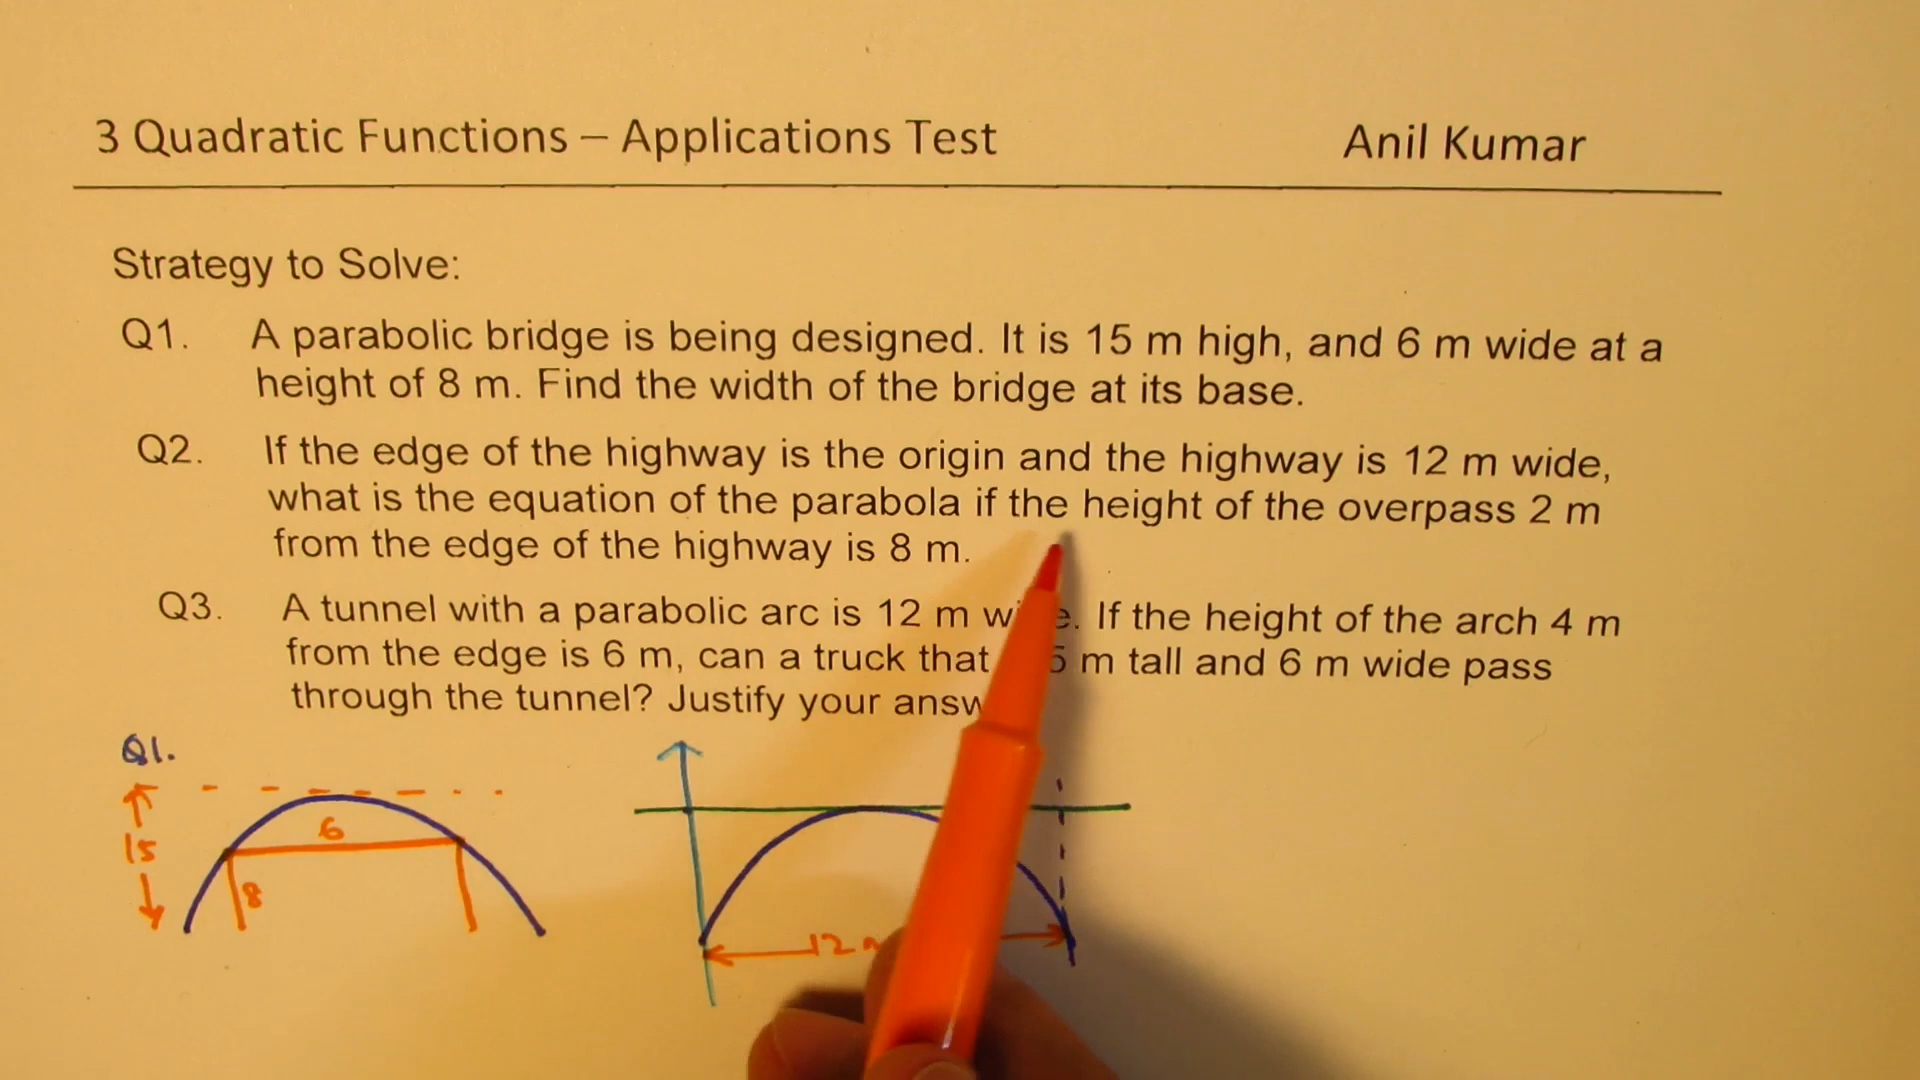 3 Quadratic Functions – Applications Test Anil Kumar
Strategy to Solve:
Q1. A parabolic bridge is being designed. It is 15 m high, and 6 m wide at a
height of 8 m. Find the width of the bridge at its base.
Q2. If the edge of the highway is the origin and the highway is 12 m wide,
what is the equation of the parabola if the height of the overpass 2 m
from the edge of the highway is 8 m.
Q3. A tunnel with a parabolic arc is 12 m If the height of the arch 4 m
from the edge is 6 m, can a truck that 5 m tall and 6 m wide pass
through the tunnel? Justify your
Q1.
6
15
8
12